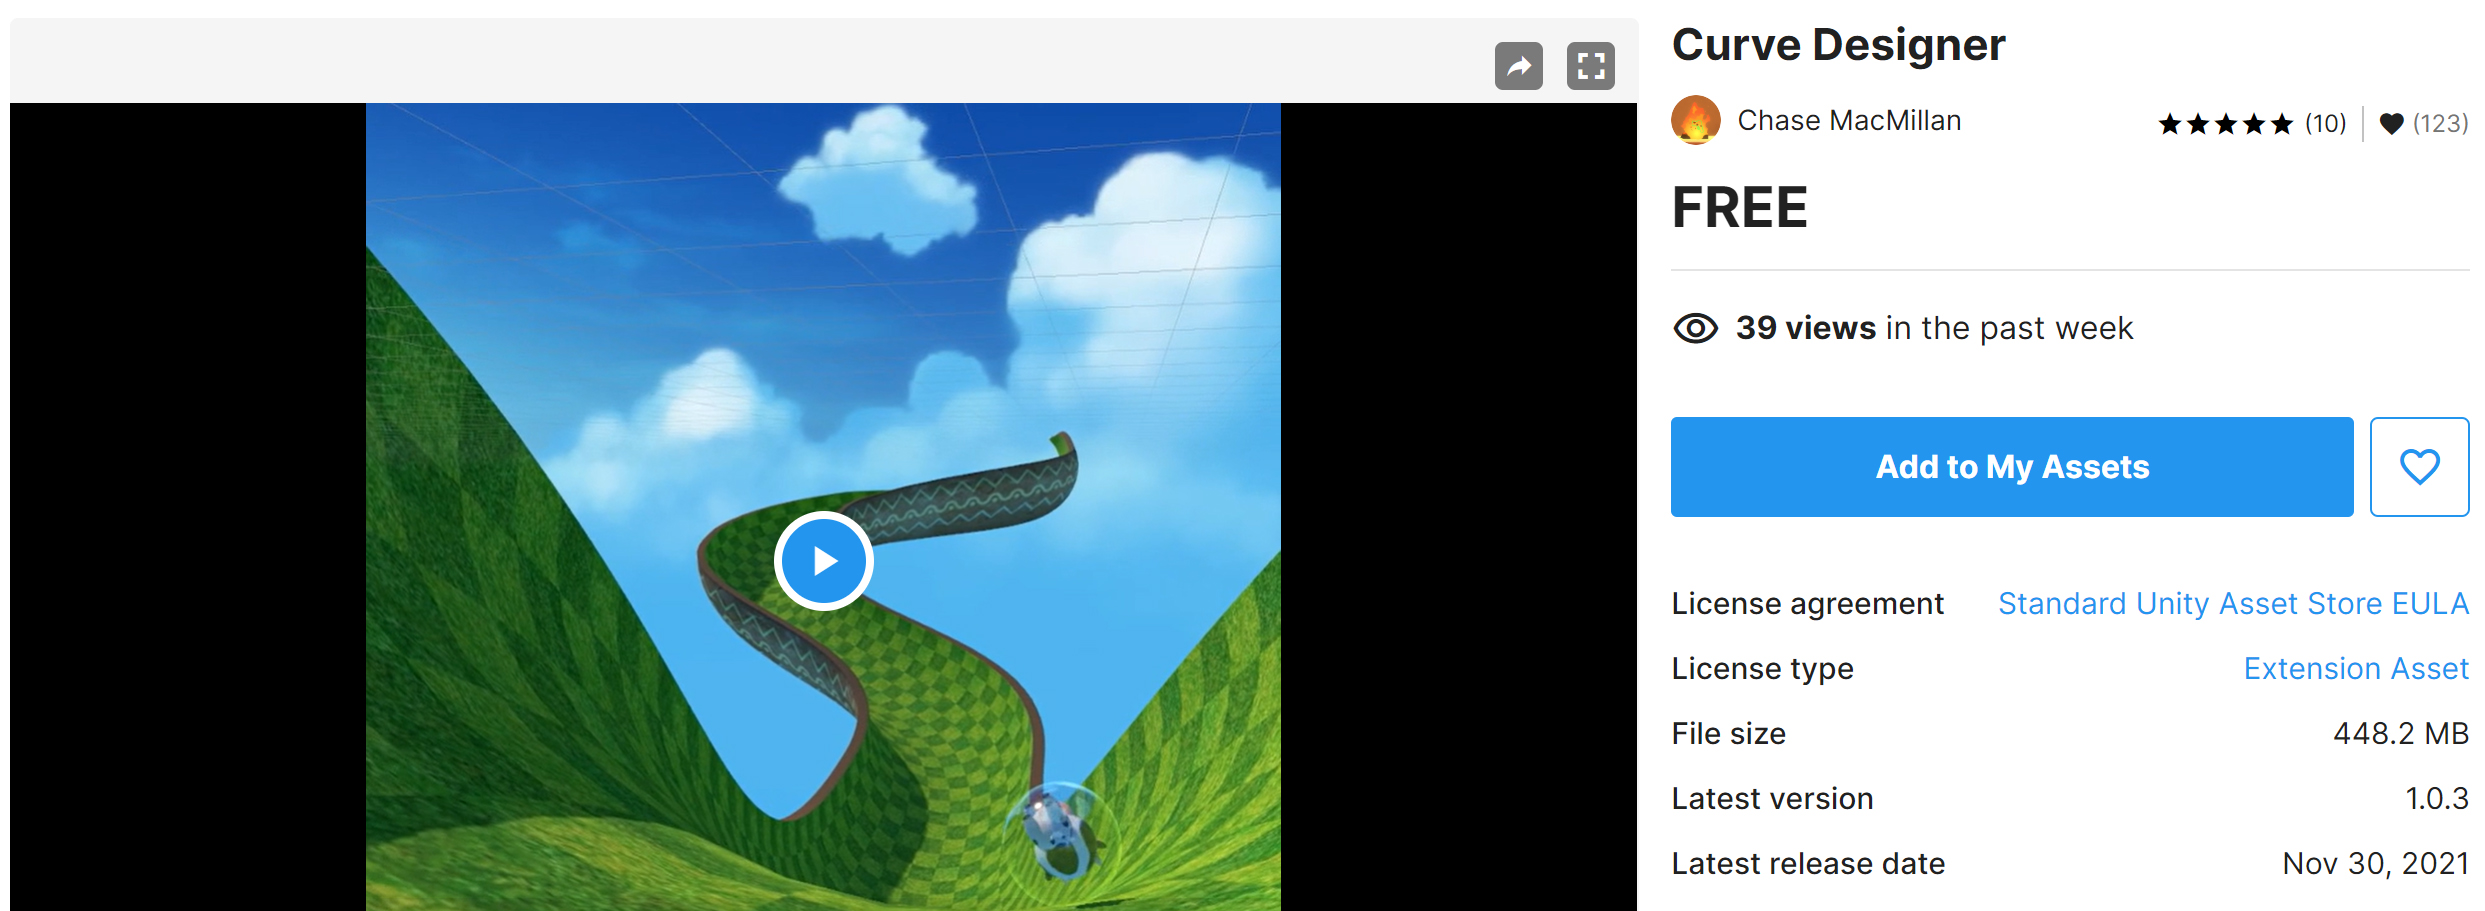 Curve Designer
Chase MacMillan
(10)
(123)
FREE
39 views in the past week
Add to My Assets
License agreement Standard Unity Asset Store EULA
License type Extension Asset
File size 448.2 MB
Latest version 1.0.3
Latest release date Nov 30, 2021